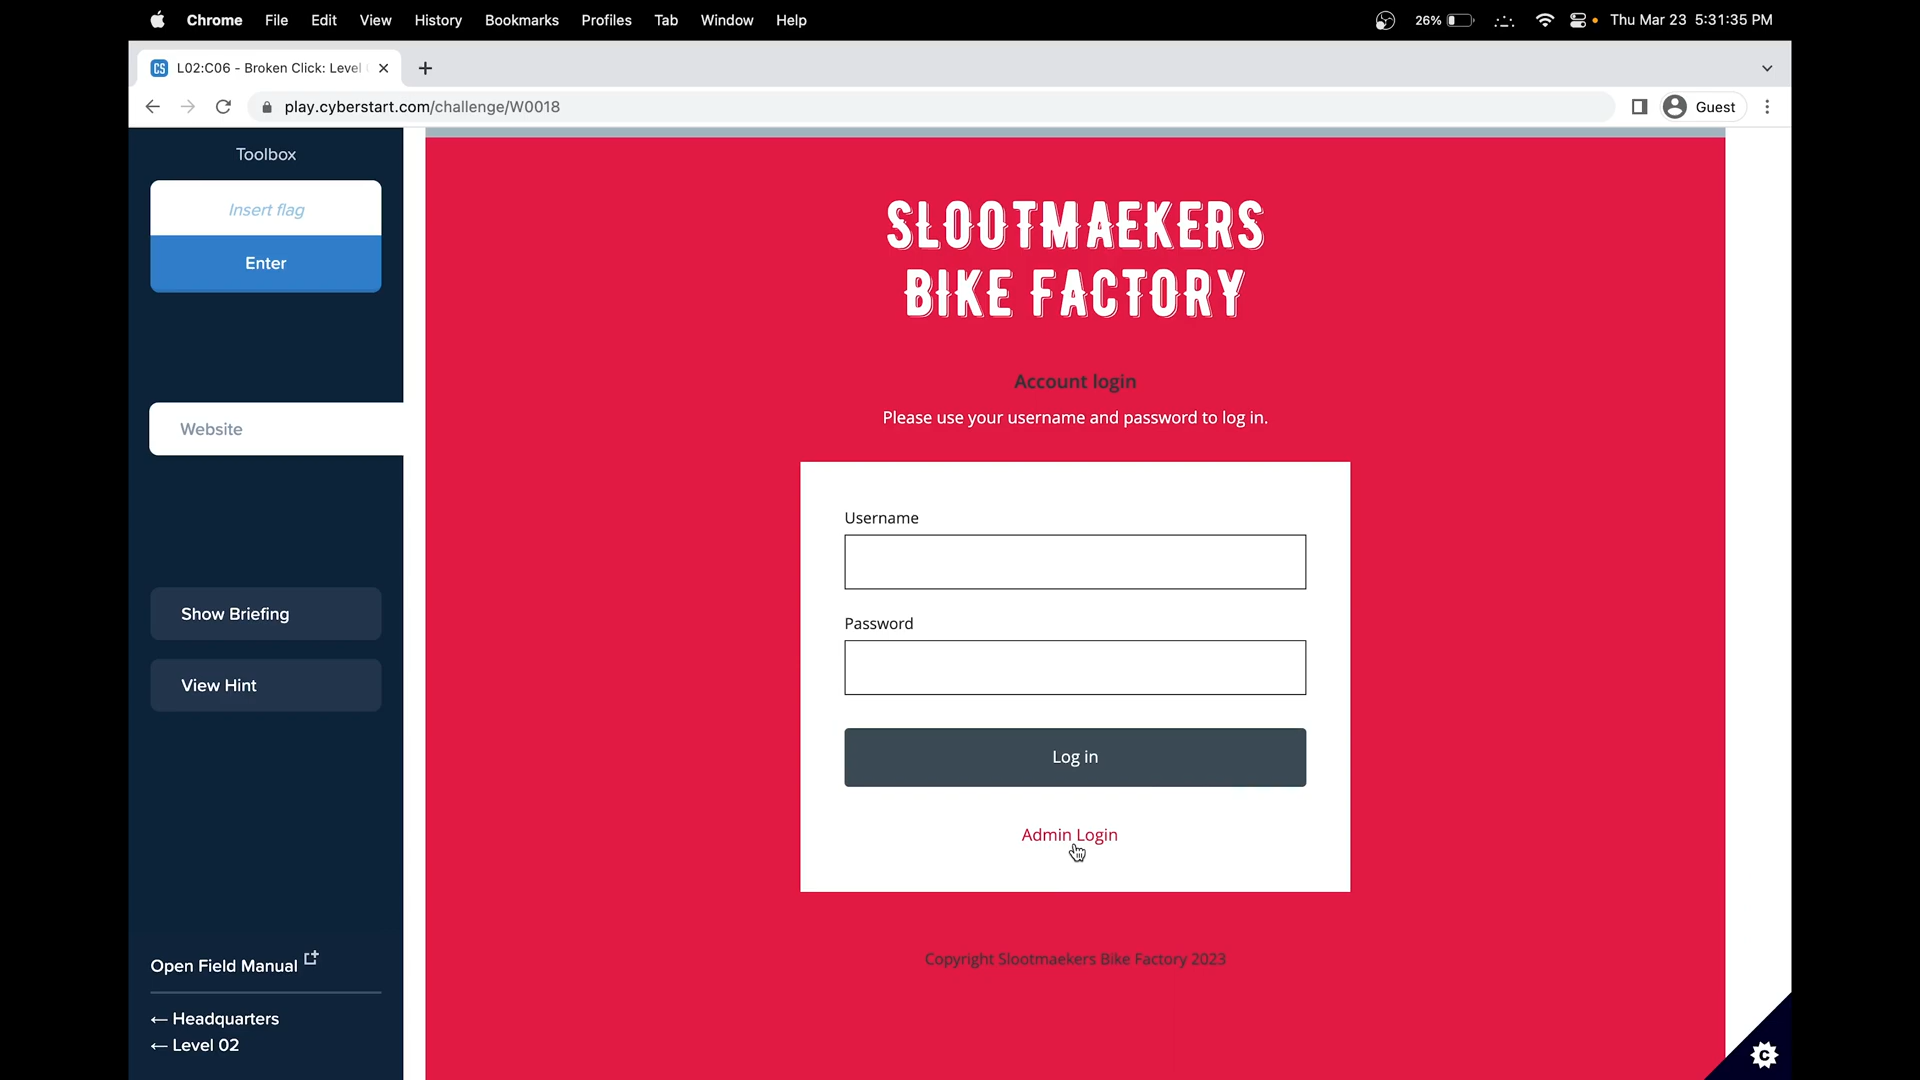 Chrome File Edit View History Bookmarks Profiles Tab Window Help 26% Thu Mar 23 5:31:35 PM
CS L02:C06 - Broken Click: Level
play.cyberstart.com/challenge/W0018 Guest
Toolbox
Insert flag
Enter
Website
Show Briefing
View Hint
Open Field Manual
← Headquarters
← Level 02
SLOOTMAEKERS
BIKE FACTORY
Account login
Please use your username and password to log in.
Username
Password
Log in
Admin Login
Copyright Slootmaekers Bike Factory 2023
C